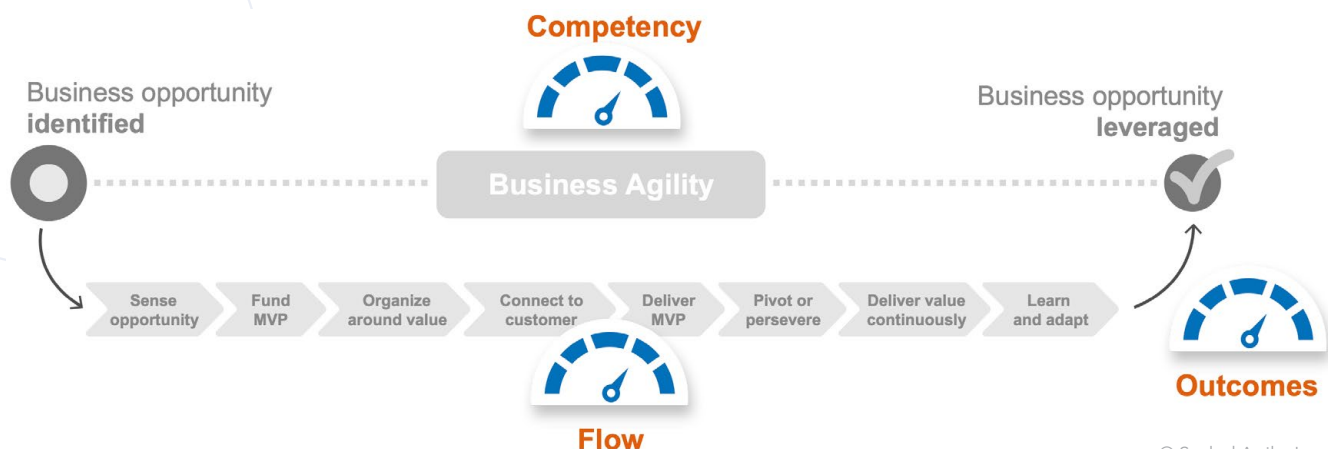 Competency
Business opportunity
identified
Business opportunity
leveraged
Business Agility
Sense
opportunity
Fund
MVP
Organize
around value
Connect to
customer
Deliver
MVP
Pivot or
persevere
Deliver value
continuously
Learn
and adapt
Outcomes
Flow